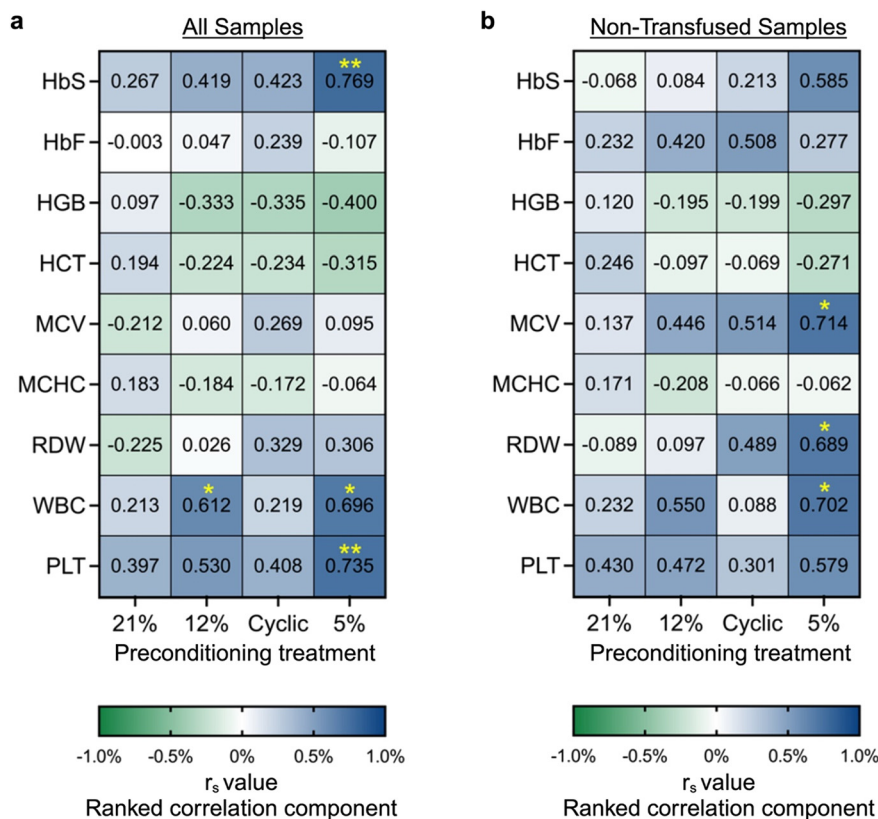 a
All Samples
HbS 0.267 0.419 0.423 ** 0.769
HbF -0.003 0.047 0.239 -0.107
HGB 0.097 -0.333 -0.335 -0.400
HCT 0.194 -0.224 -0.234 -0.315
MCV -0.212 0.060 0.269 0.095
MCHC 0.183 -0.184 -0.172 -0.064
RDW -0.225 0.026 0.329 0.306
WBC 0.213 * 0.612 0.219 * 0.696
PLT 0.397 0.530 0.408 ** 0.735
21% 12% Cyclic 5%
Preconditioning treatment
-1.0% -0.5% 0% 0.5% 1.0%
rs value
Ranked correlation component
b
Non-Transfused Samples
HbS -0.068 0.084 0.213 0.585
HbF 0.232 0.420 0.508 0.277
HGB 0.120 -0.195 -0.199 -0.297
HCT 0.246 -0.097 -0.069 -0.271
MCV 0.137 0.446 0.514 * 0.714
MCHC 0.171 -0.208 -0.066 -0.062
RDW -0.089 0.097 0.489 * 0.689
WBC 0.232 0.550 0.088 * 0.702
PLT 0.430 0.472 0.301 0.579
21% 12% Cyclic 5%
Preconditioning treatment
-1.0% -0.5% 0% 0.5% 1.0%
rs value
Ranked correlation component